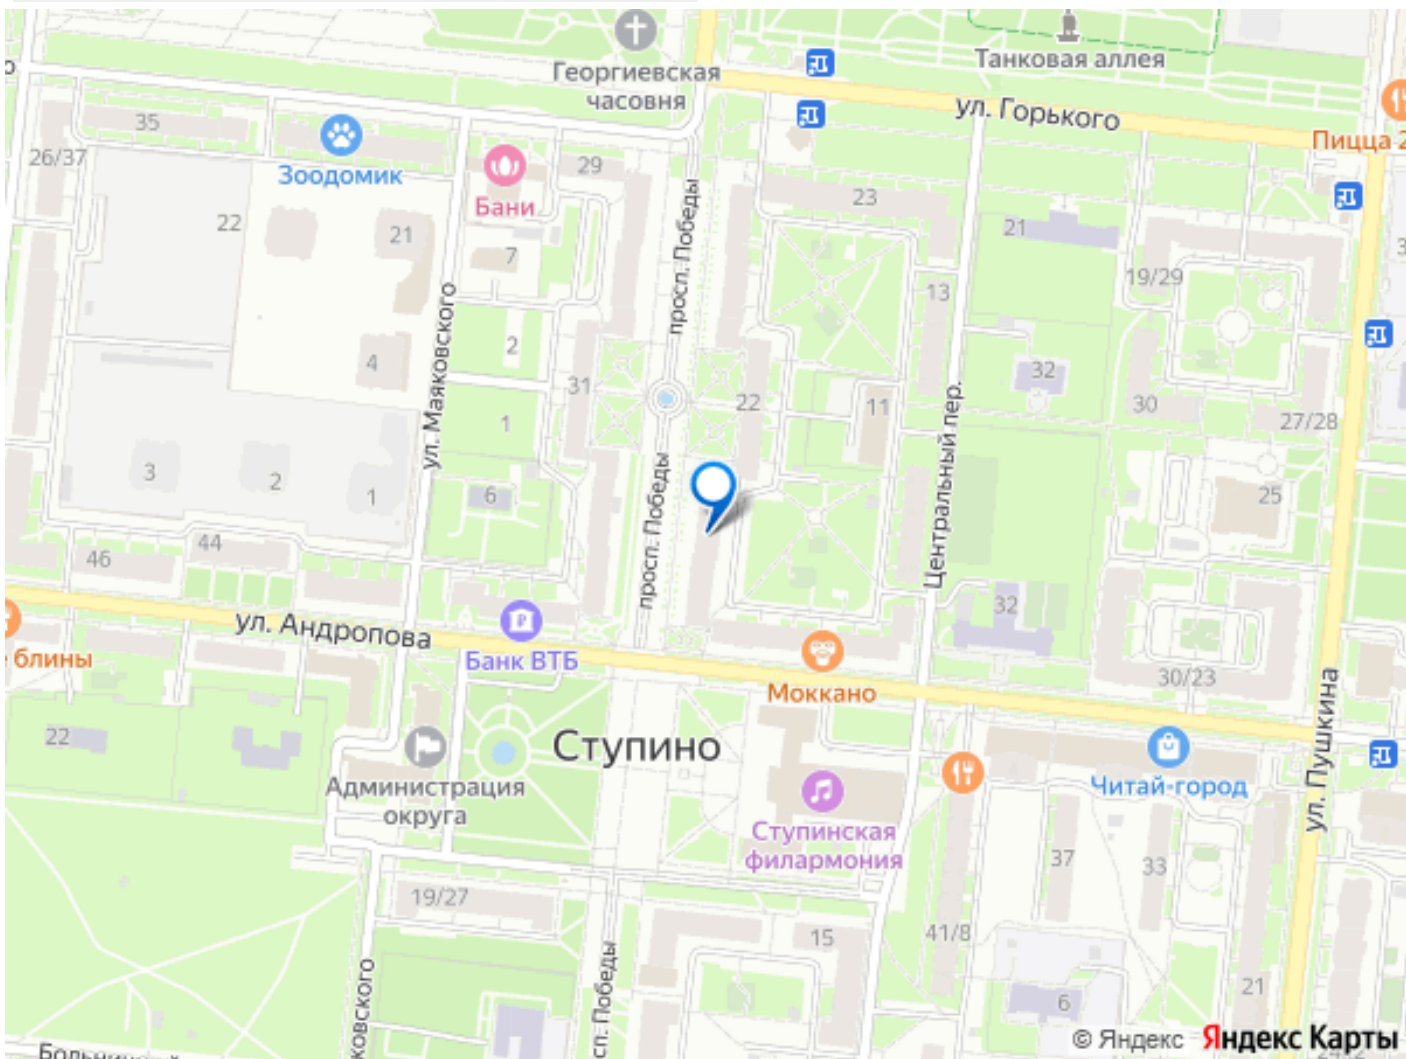 Георгиевская
часовня
Танковая аллея
ул. Горького
Пицца 2
35
26/37
Зоодомик
29
Бани
23
просп. Победы
22
21
7
21
19/29
13
ул. Маяковского
2
4
32
31
22
11
30
27/28
1
Центральный пер.
3
2
1
6
25
просп. Победы
44
46
32
ул. Андропова
блины
Банк ВТБ
Моккано
30/23
ул. Пушкина
22
Ступино
Администрация
округа
Читай-город
Ступинская
филармония
37
33
19/27
15
41/8
сп. Победы
ковского
6
21
© Яндекс Яндекс Карты